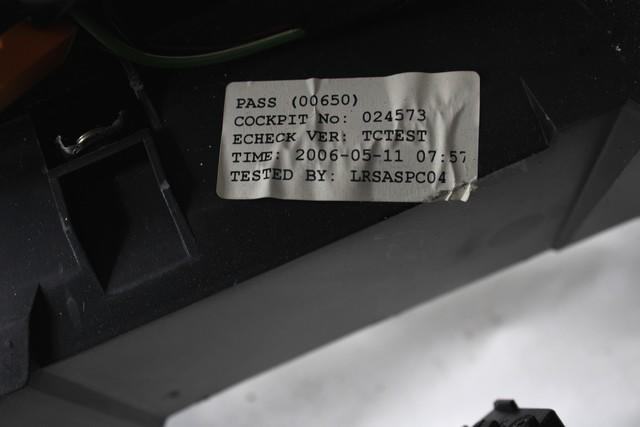 PASS (00650)
COCKPIT No: 024573
ECHECK VER: TCTEST
TIME: 2006-05-11 07:57
TESTED BY: LRSASPC04